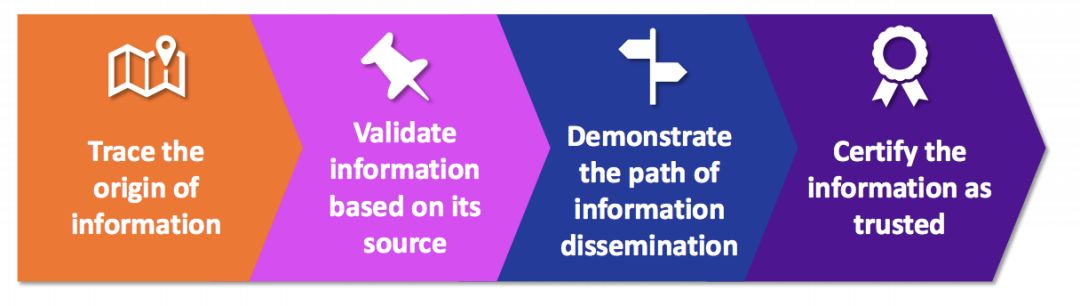 Trace the
origin of
information
Validate
information
based on its
source
Demonstrate
the path of
information
dissemination
Certify the
information as
trusted